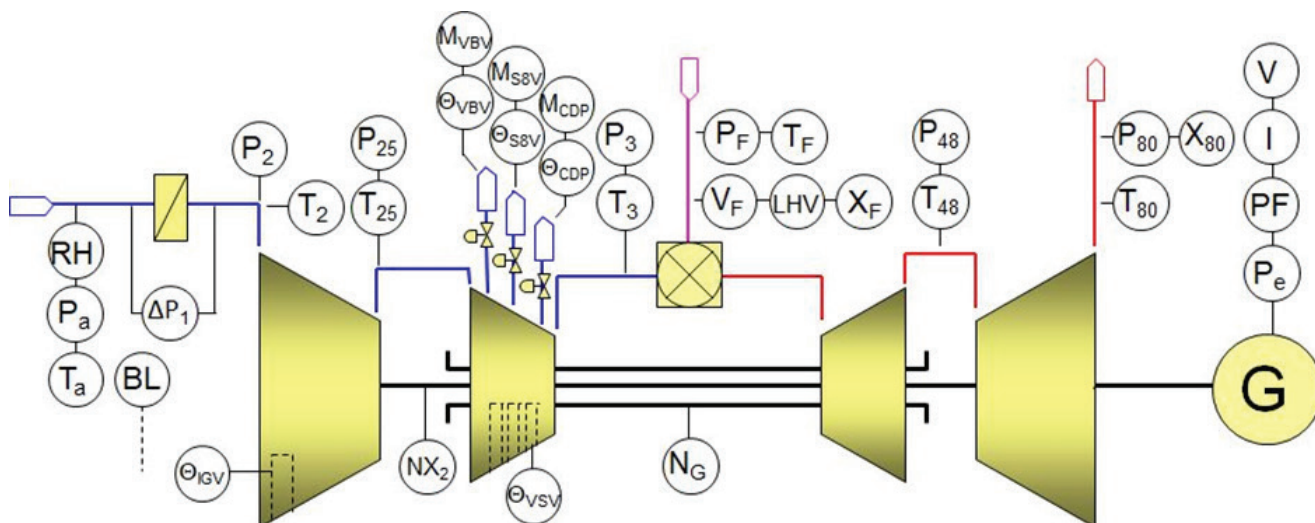 M_VBV
Θ_VBV
M_S8V
Θ_S8V
M_CDP
Θ_CDP
P_2
T_2
P_25
T_25
P_3
T_3
P_F
T_F
V_F
LHV
X_F
P_48
T_48
P_80
X_80
T_80
V
I
PF
P_e
G
RH
P_a
T_a
ΔP_1
BL
Θ_IGV
NX_2
Θ_VSV
N_G